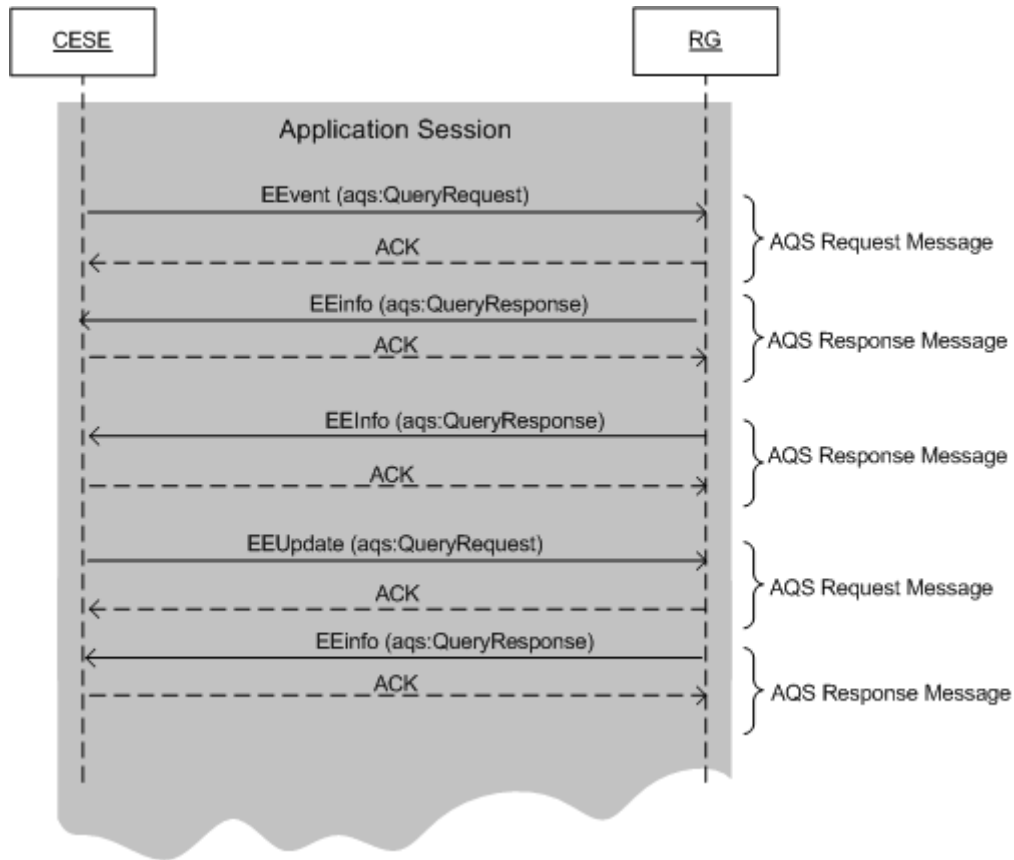 CESE
RG
Application Session
EEvent (aqs:QueryRequest)
ACK
AQS Request Message
EEinfo (aqs:QueryResponse)
ACK
AQS Response Message
EEInfo (aqs:QueryResponse)
ACK
AQS Response Message
EEUpdate (aqs:QueryRequest)
ACK
AQS Request Message
EEinfo (aqs:QueryResponse)
ACK
AQS Response Message